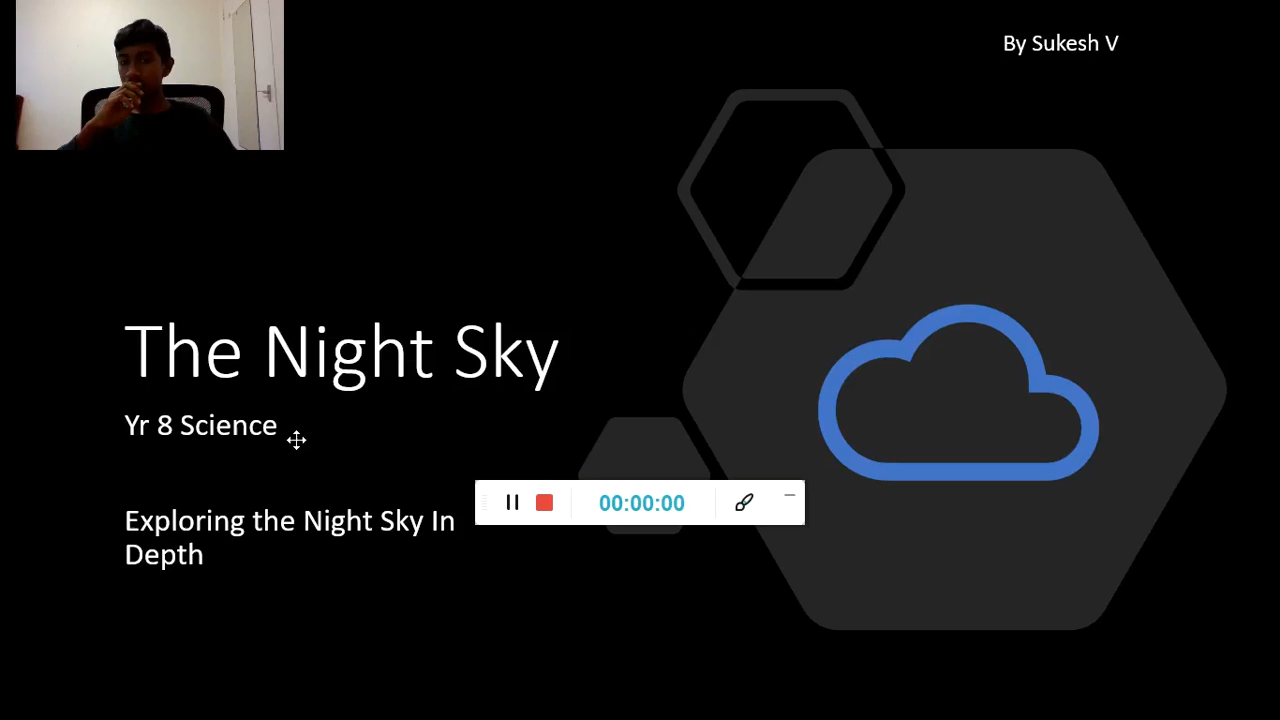 By Sukesh V
The Night Sky
Yr 8 Science
00:00:00
Exploring the Night Sky In
Depth